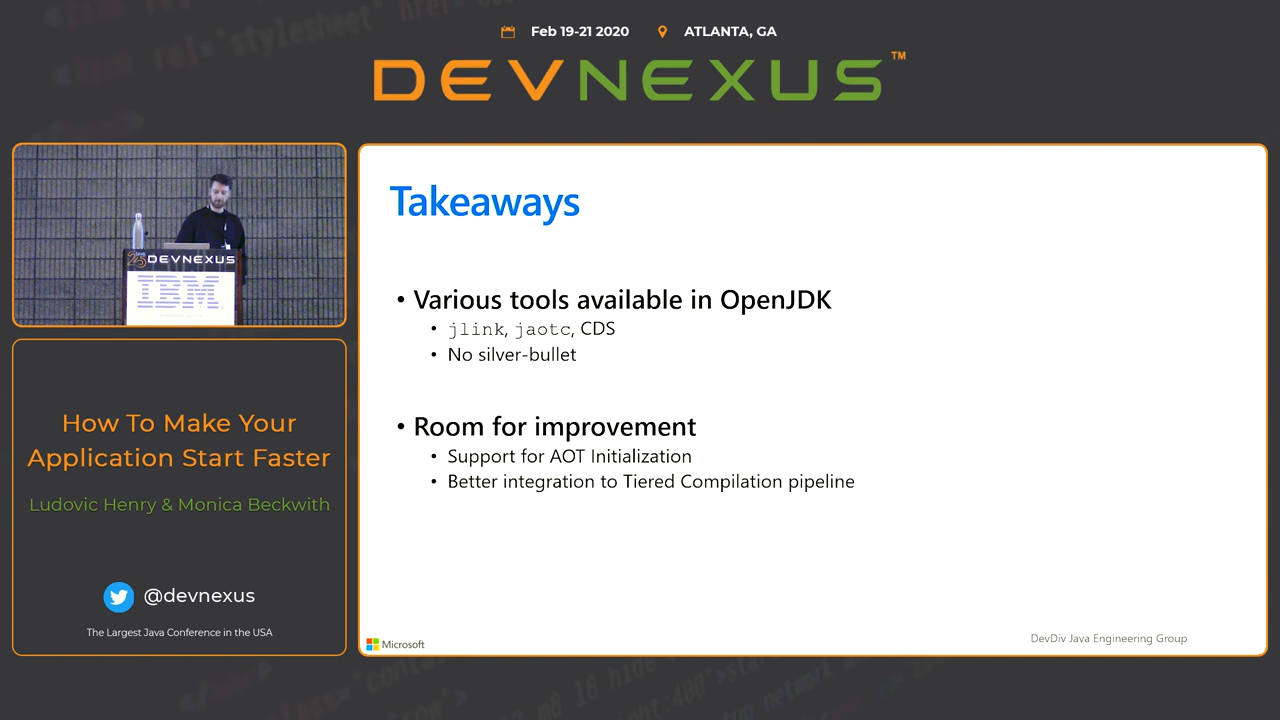 Feb 19-21 2020 ATLANTA, GA
DEVNEXUS™
25 DEVNEXUS
IBM
How To Make Your
Application Start Faster
Ludovic Henry & Monica Beckwith
@devnexus
The Largest Java Conference in the USA
Takeaways
• Various tools available in OpenJDK
• jlink, jaotc, CDS
• No silver-bullet
• Room for improvement
• Support for AOT Initialization
• Better integration to Tiered Compilation pipeline
Microsoft
DevDiv Java Engineering Group